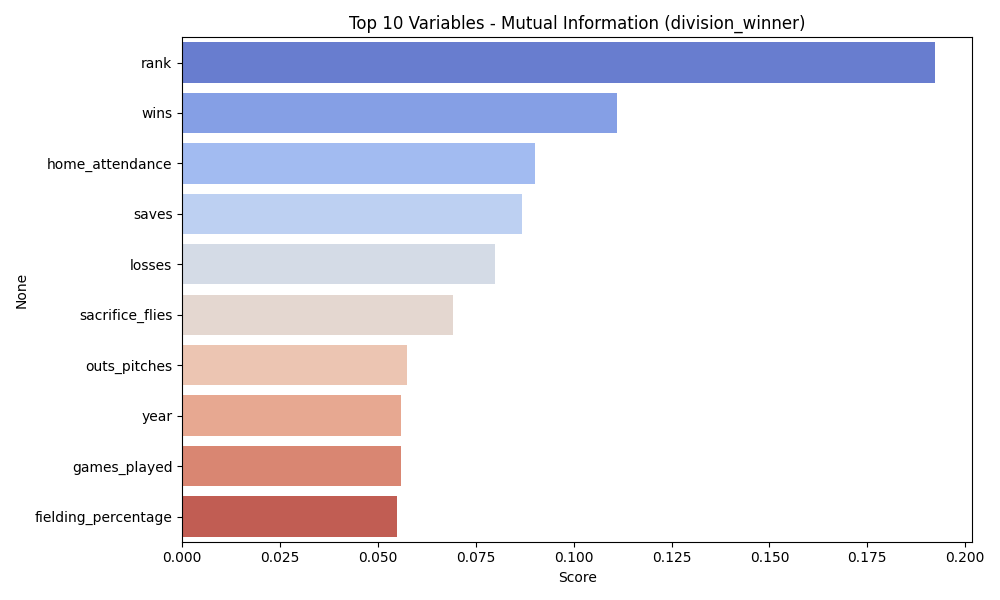 Top 10 Variables - Mutual Information (division_winner)
rank
wins
home_attendance
saves
losses
sacrifice_flies
outs_pitches
year
games_played
fielding_percentage
None
0.000 0.025 0.050 0.075 0.100 0.125 0.150 0.175 0.200
Score